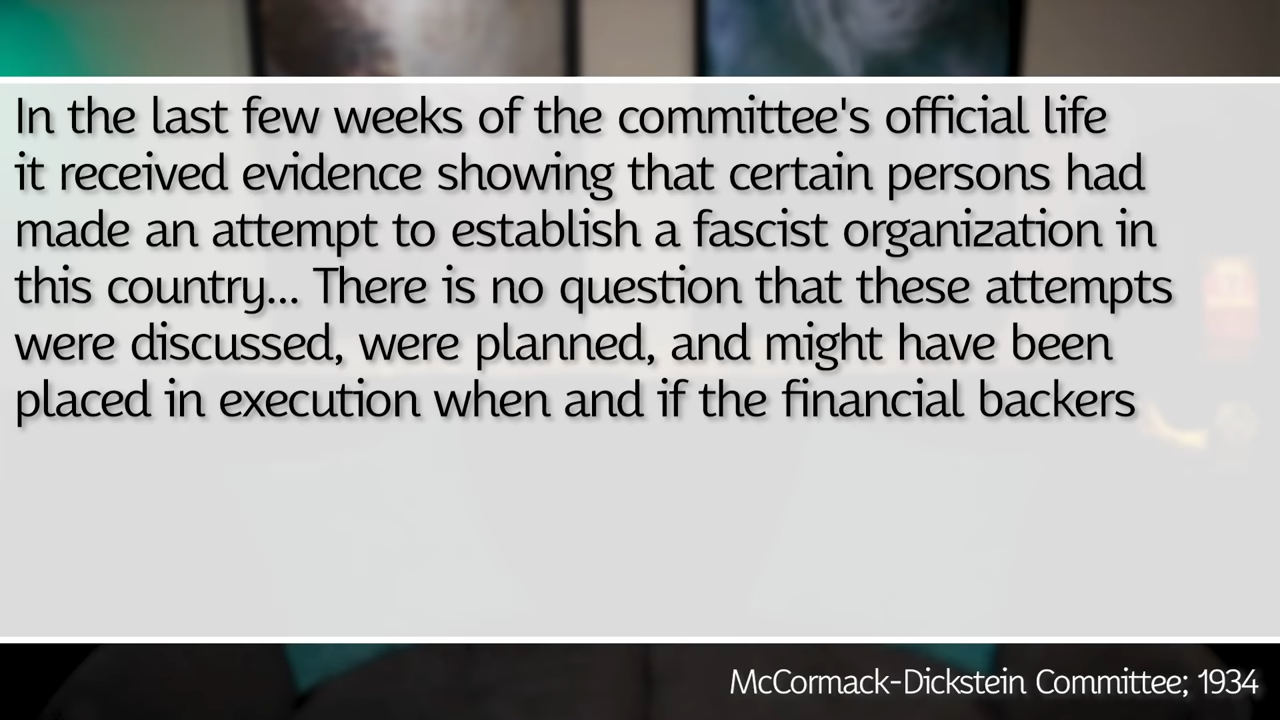 In the last few weeks of the committee's official life
it received evidence showing that certain persons had
made an attempt to establish a fascist organization in
this country... There is no question that these attempts
were discussed, were planned, and might have been
placed in execution when and if the financial backers
McCormack-Dickstein Committee; 1934